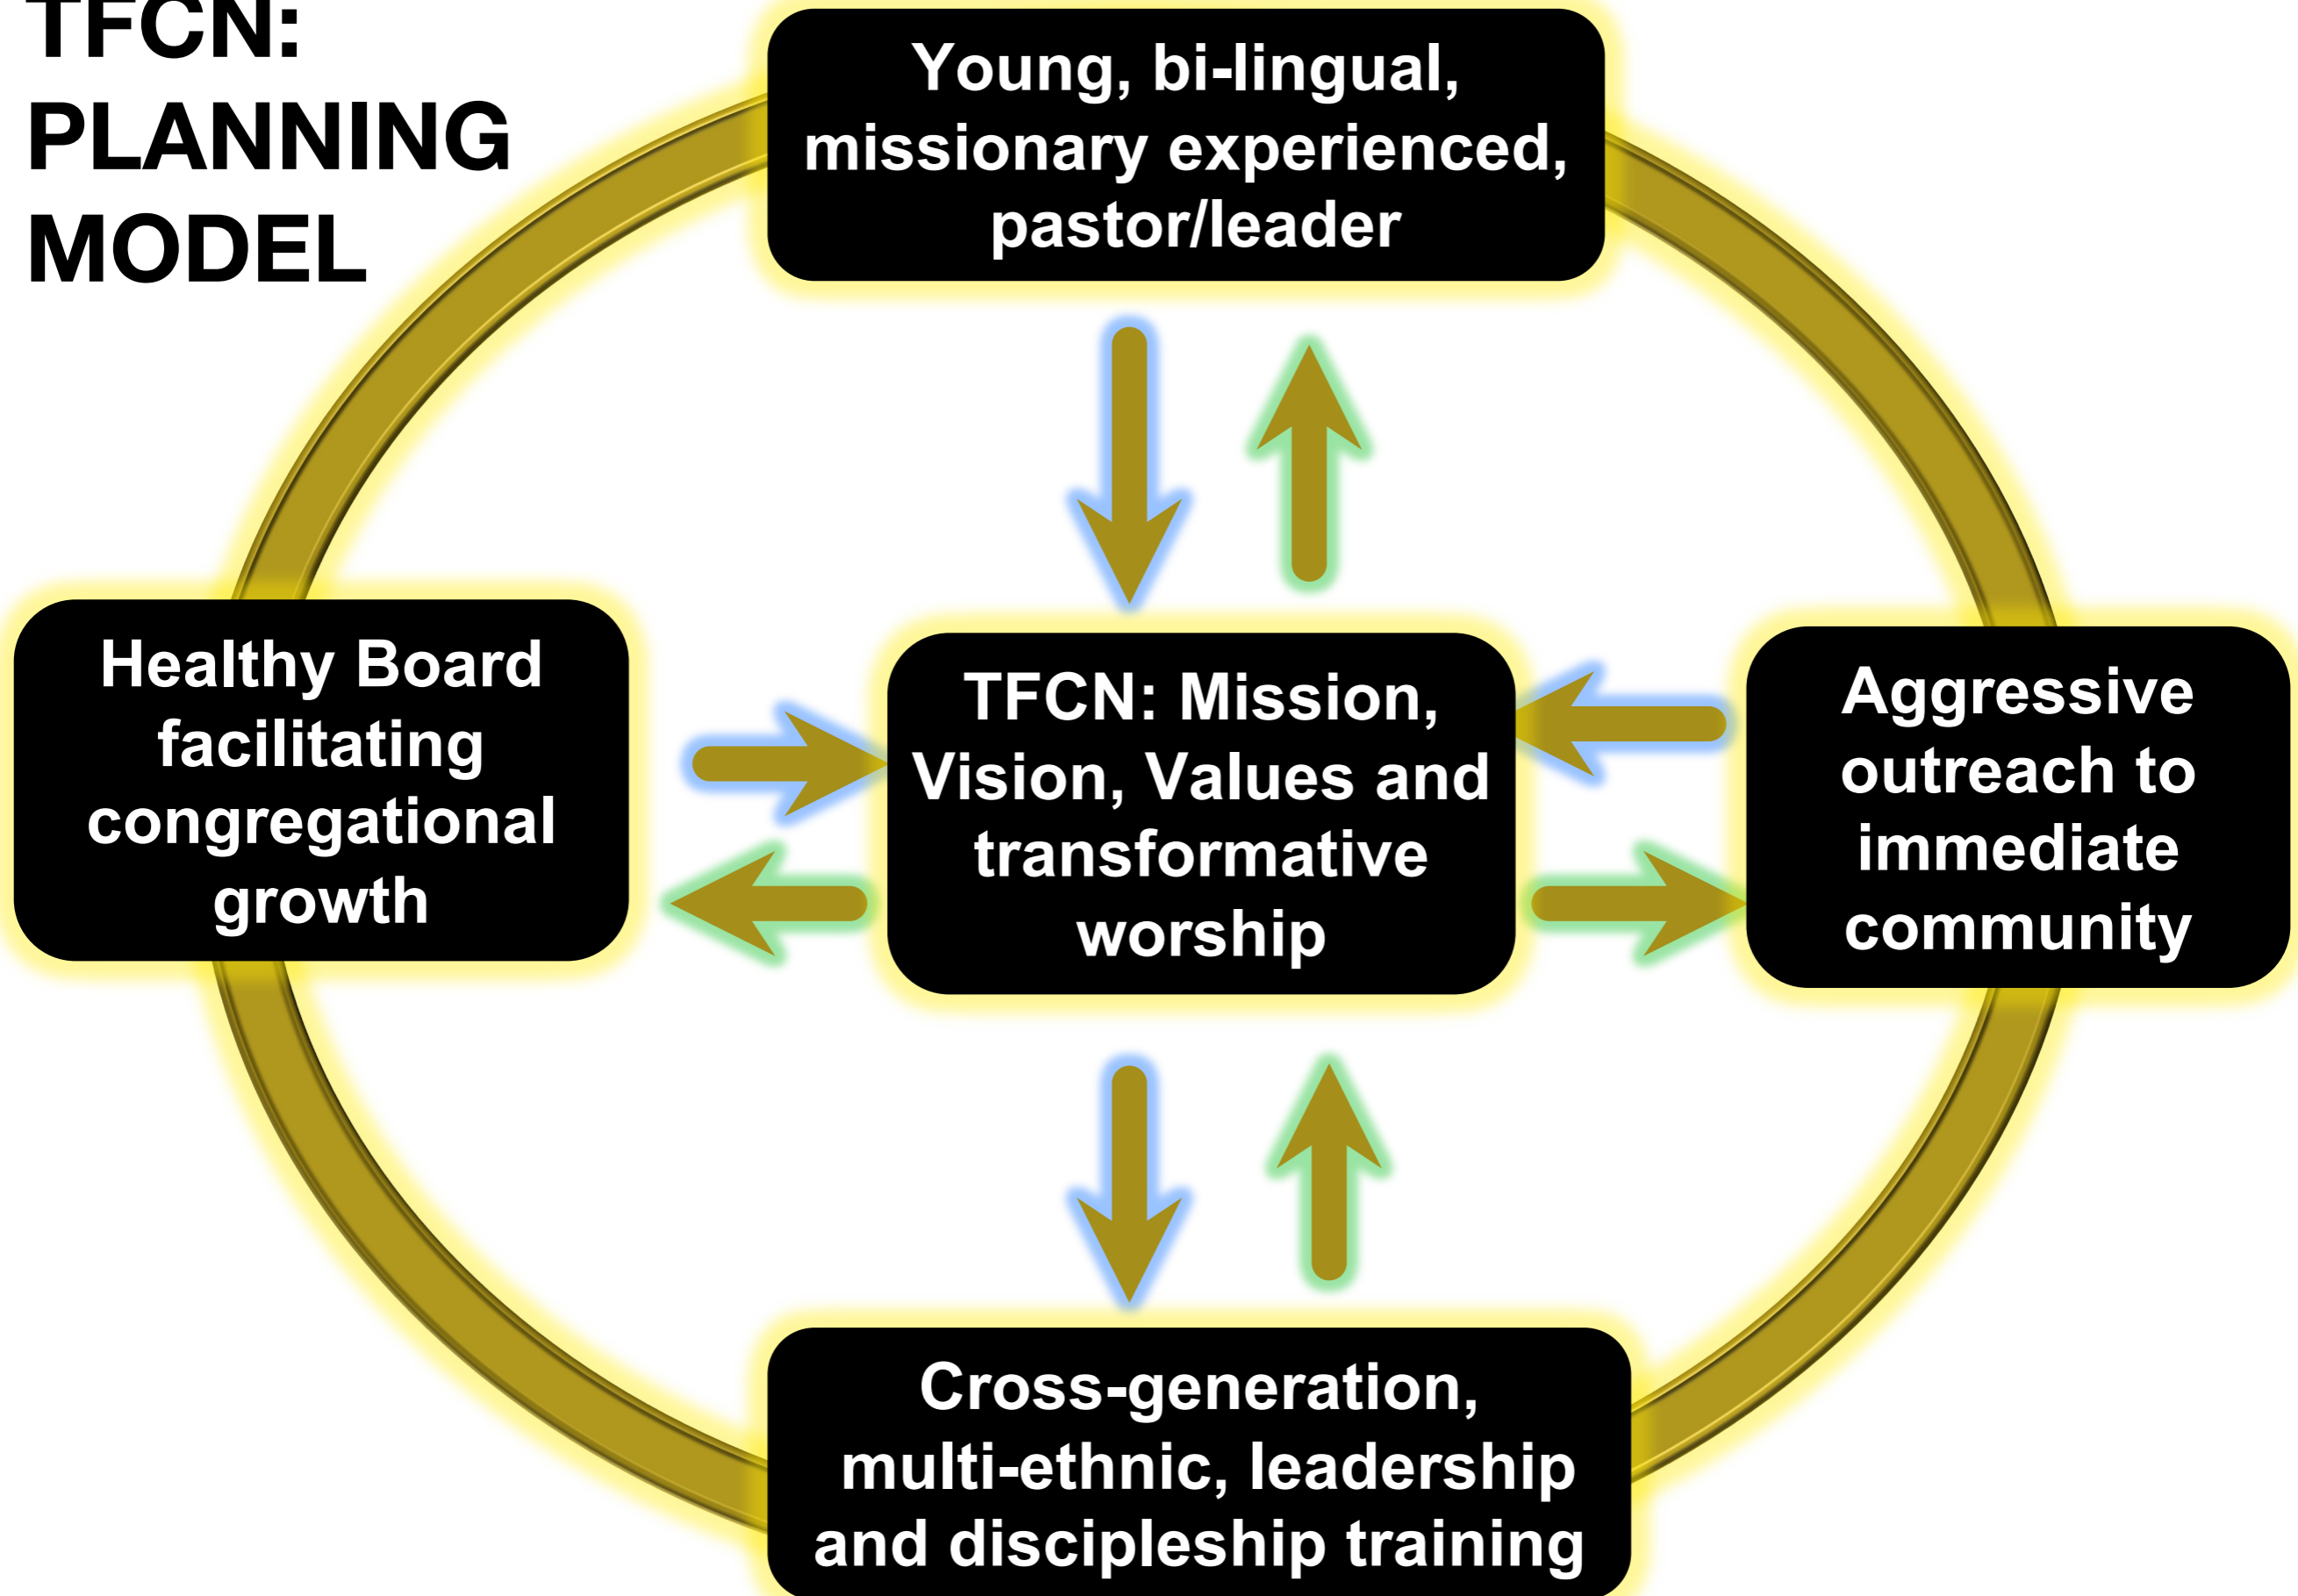 TFCN:
PLANNING
MODEL
Young, bi-lingual,
missionary experienced,
pastor/leader
Healthy Board
facilitating
congregational
growth
TFCN: Mission,
Vision, Values and
transformative
worship
Aggressive
outreach to
immediate
community
Cross-generation,
multi-ethnic, leadership
and discipleship training